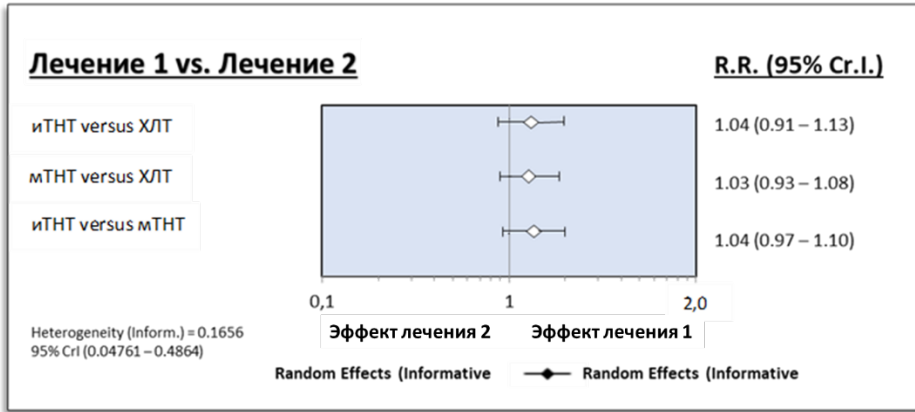 Лечение 1 vs. Лечение 2 R.R. (95% Cr.I.)
иТНТ versus ХЛТ 1.04 (0.91 – 1.13)
мТНТ versus ХЛТ 1.03 (0.93 – 1.08)
иТНТ versus мТНТ 1.04 (0.97 – 1.10)
0,1 1 2,0
Эффект лечения 2 Эффект лечения 1
Heterogeneity (Inform.) = 0.1656
95% CrI (0.04761 – 0.4864)
Random Effects (Informative Random Effects (Informative